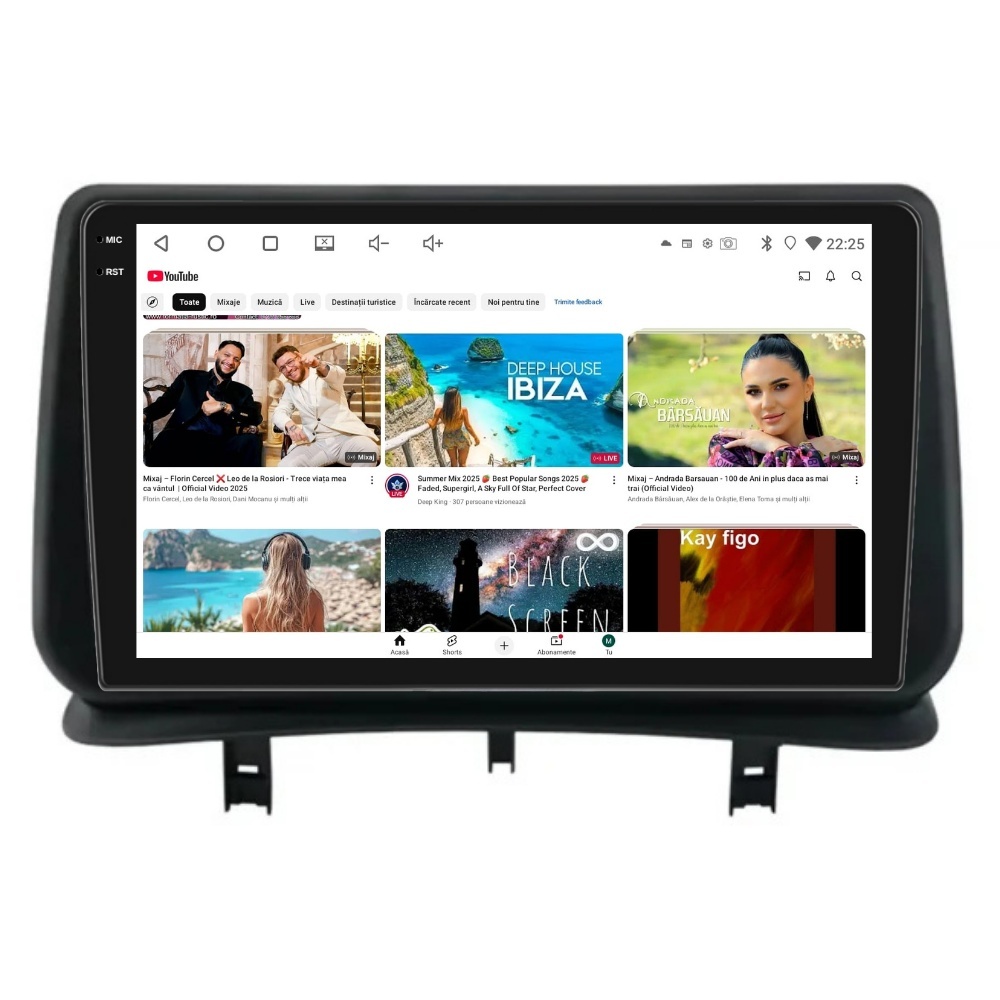 MIC
22:25
RST
YouTube
Toate
Mixaje
Muzică
Live
Destinații turistice
Încărcate recent
Noi pentru tine
Trimite feedback
DEEP HOUSE
IBIZA
ANDRADA
BÂRSĂUAN
Mixaj
LIVE
Mixaj
Mixaj – Florin Cercel ❌ Leo de la Rosiori - Trece viața mea
ca vântul | Official Video 2025
Florin Cercel, Leo de la Rosiori, Dani Mocanu și mulți alții
LIVE
Summer Mix 2025 🍓 Best Popular Songs 2025 🍓
Faded, Supergirl, A Sky Full Of Star, Perfect Cover
Deep King · 307 persoane vizionează
Mixaj – Andrada Barsauan - 100 de Ani in plus daca as mai
trai (Official Video)
Andrada Bârsăuan, Alex de la Orăștie, Elena Toma și mulți alții
BLACK
SCREEN
Kay figo
Acasă
Shorts
Abonamente
M
Tu